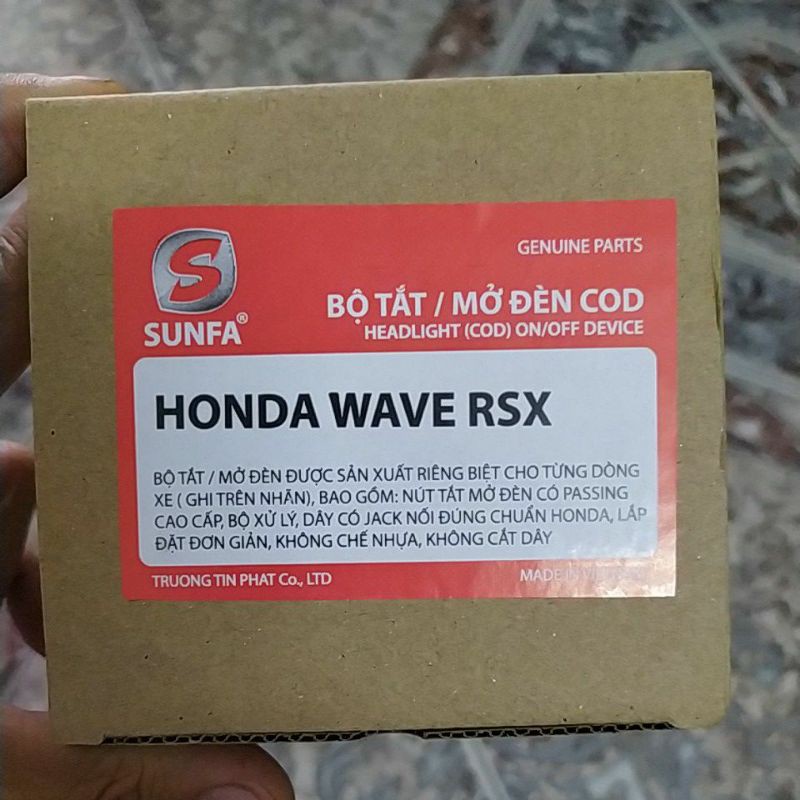 GENUINE PARTS
S
SUNFA®
BỘ TẮT / MỞ ĐÈN COD
HEADLIGHT (COD) ON/OFF DEVICE
HONDA WAVE RSX
BỘ TẮT / MỞ ĐÈN ĐƯỢC SẢN XUẤT RIÊNG BIỆT CHO TỪNG DÒNG
XE ( GHI TRÊN NHÃN), BAO GỒM: NÚT TẮT MỞ ĐÈN CÓ PASSING
CAO CẤP, BỘ XỬ LÝ, DÂY CÓ JACK NỐI ĐÚNG CHUẨN HONDA, LẮP
ĐẶT ĐƠN GIẢN, KHÔNG CHẾ NHỰA, KHÔNG CẮT DÂY
TRUONG TIN PHAT Co., LTD
MADE IN